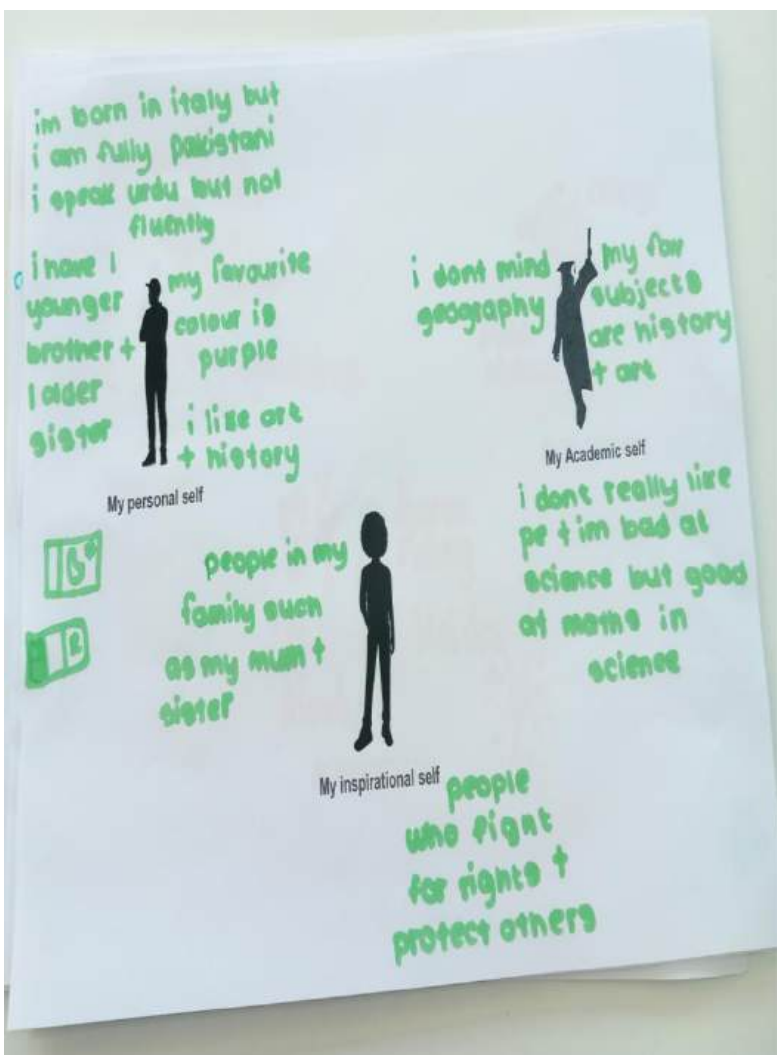 im born in italy but
i am fully pakistani
i speak urdu but not
fluently
i have 1
younger
brother +
1 older
sister
my favourite
colour is
purple
i like art
+ history
My personal self
i dont mind
geography
my fav
subjects
are history
+ art
My Academic self
i dont really like
pe + im bad at
science but good
at maths in
science
people in my
family such
as my mum +
sister
My inspirational self
people
who fight
for rights +
protect others